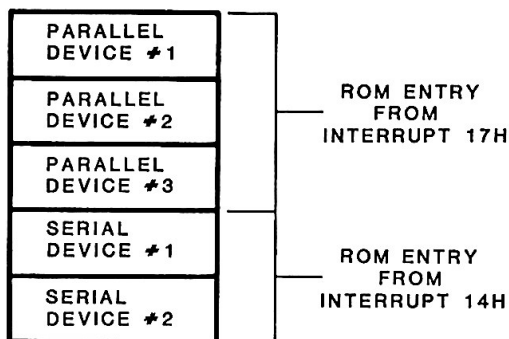 PARALLEL
DEVICE #1
PARALLEL
DEVICE #2
PARALLEL
DEVICE #3
SERIAL
DEVICE #1
SERIAL
DEVICE #2
ROM ENTRY
FROM
INTERRUPT 17H
ROM ENTRY
FROM
INTERRUPT 14H